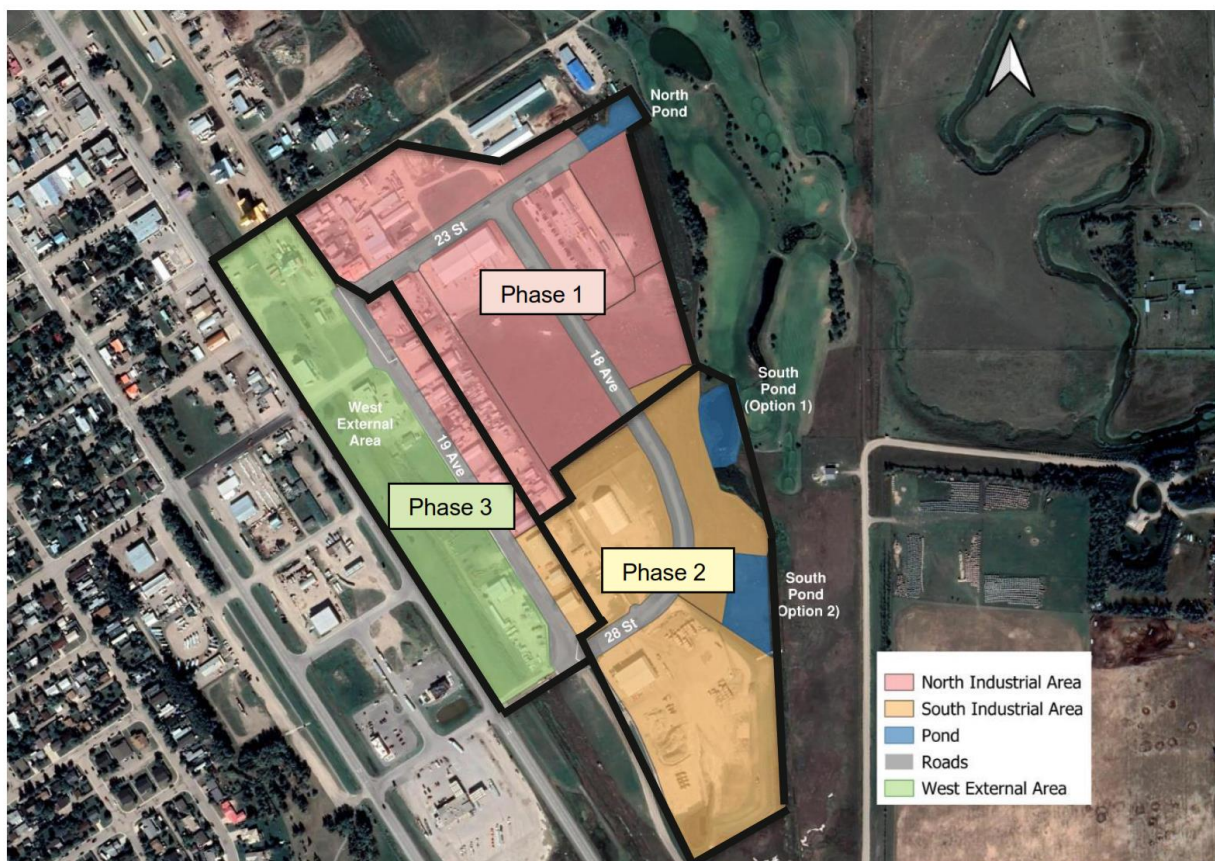 North
Pond
23 St
Phase 1
18 Ave
South
Pond
(Option 1)
West
External
Area
19 Ave
Phase 3
Phase 2
South
Pond
Option 2)
28 St
North Industrial Area
South Industrial Area
Pond
Roads
West External Area